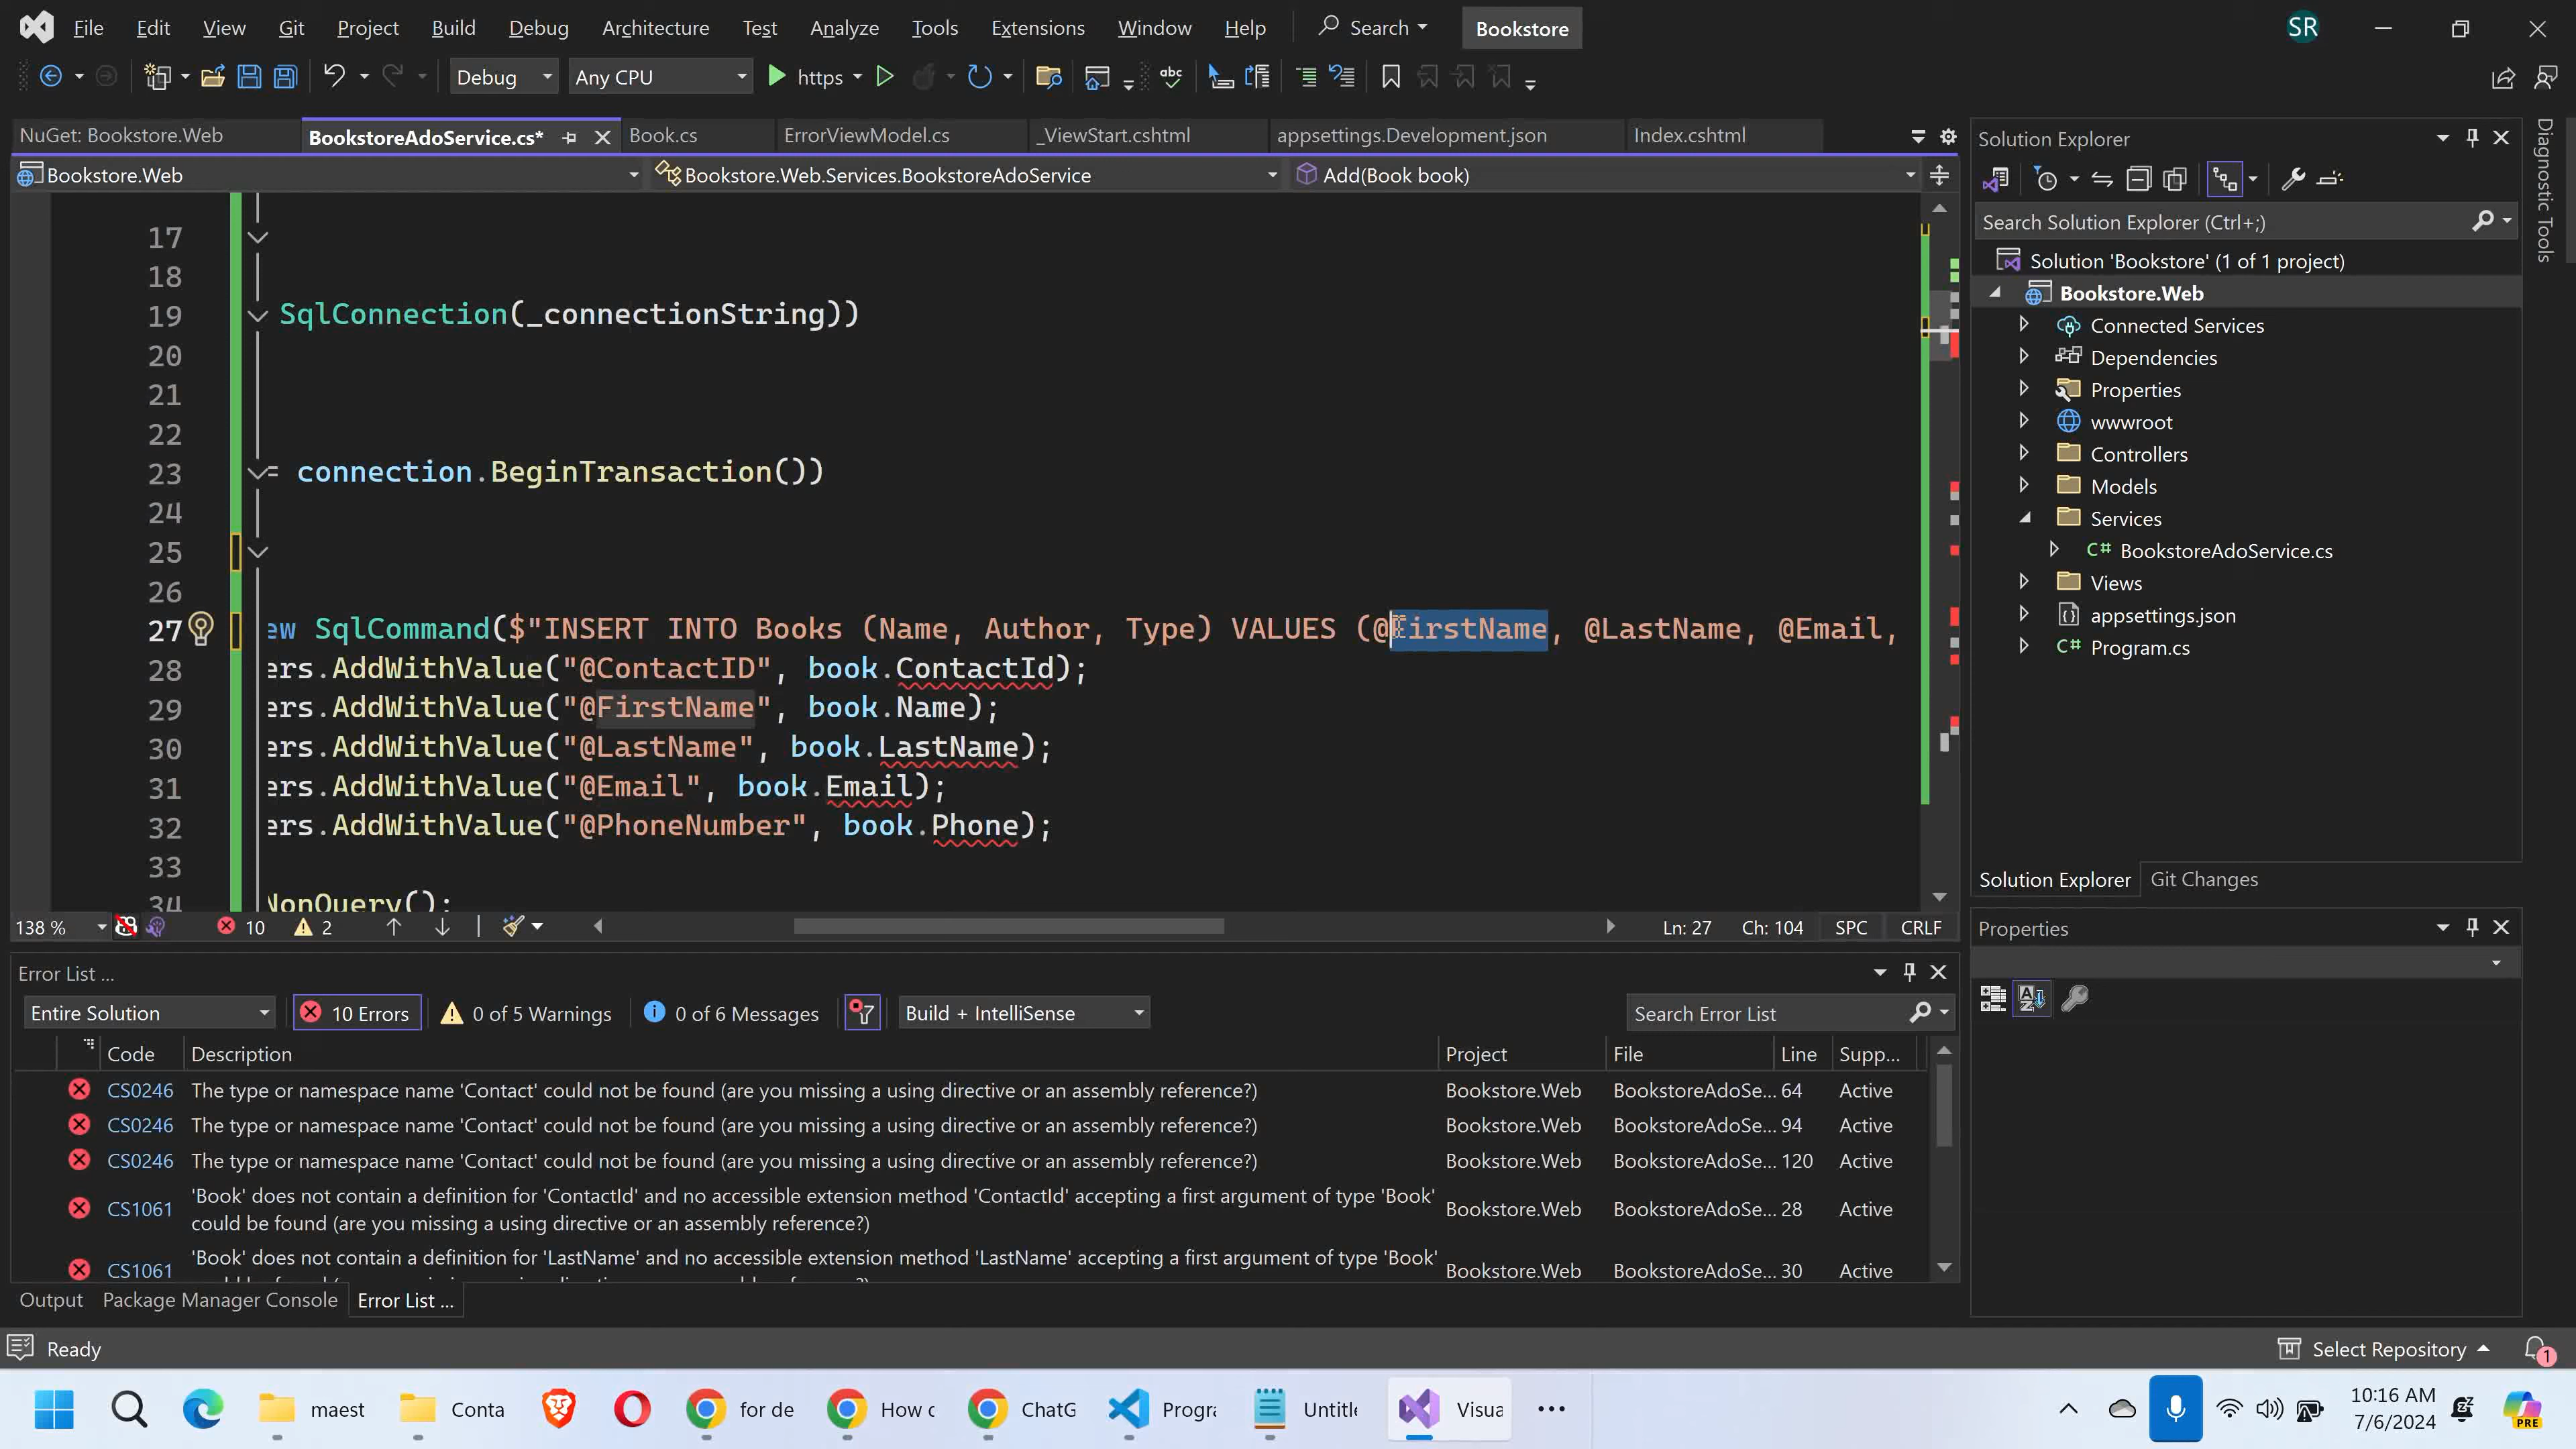 File Edit View Git Project Build Debug Architecture Test Analyze Tools Extensions Window Help Search Bookstore SR
Debug Any CPU https abc
NuGet: Bookstore.Web BookstoreAdoService.cs* Book.cs ErrorViewModel.cs _ViewStart.cshtml appsettings.Development.json Index.cshtml
Bookstore.Web Bookstore.Web.Services.BookstoreAdoService Add(Book book)
17
18
19 SqlConnection(_connectionString))
20
21
22
23 = connection.BeginTransaction())
24
25
26
27 ew SqlCommand($"INSERT INTO Books (Name, Author, Type) VALUES (@FirstName, @LastName, @Email,
28 ers.AddWithValue("@ContactID", book.ContactId);
29 ers.AddWithValue("@FirstName", book.Name);
30 ers.AddWithValue("@LastName", book.LastName);
31 ers.AddWithValue("@Email", book.Email);
32 ers.AddWithValue("@PhoneNumber", book.Phone);
33
34 NonQuery();
138 % 10 2 Ln: 27 Ch: 104 SPC CRLF
Error List ...
Entire Solution 10 Errors 0 of 5 Warnings 0 of 6 Messages Build + IntelliSense Search Error List
Code Description Project File Line Supp...
CS0246 The type or namespace name 'Contact' could not be found (are you missing a using directive or an assembly reference?) Bookstore.Web BookstoreAdoSe... 64 Active
CS0246 The type or namespace name 'Contact' could not be found (are you missing a using directive or an assembly reference?) Bookstore.Web BookstoreAdoSe... 94 Active
CS0246 The type or namespace name 'Contact' could not be found (are you missing a using directive or an assembly reference?) Bookstore.Web BookstoreAdoSe... 120 Active
'Book' does not contain a definition for 'ContactId' and no accessible extension method 'ContactId' accepting a first argument of type 'Book'
CS1061 could be found (are you missing a using directive or an assembly reference?) Bookstore.Web BookstoreAdoSe... 28 Active
'Book' does not contain a definition for 'LastName' and no accessible extension method 'LastName' accepting a first argument of type 'Book'
CS1061 Bookstore.Web BookstoreAdoSe... 30 Active
Output Package Manager Console Error List ...
Solution Explorer
Search Solution Explorer (Ctrl+;)
Solution 'Bookstore' (1 of 1 project)
Bookstore.Web
Connected Services
Dependencies
Properties
wwwroot
Controllers
Models
Services
C# BookstoreAdoService.cs
Views
appsettings.json
C# Program.cs
Solution Explorer Git Changes
Properties
Diagnostic Tools
Ready Select Repository 1
maest Conta for de How c ChatG Progra Untitle Visua
10:16 AM
7/6/2024
PRE